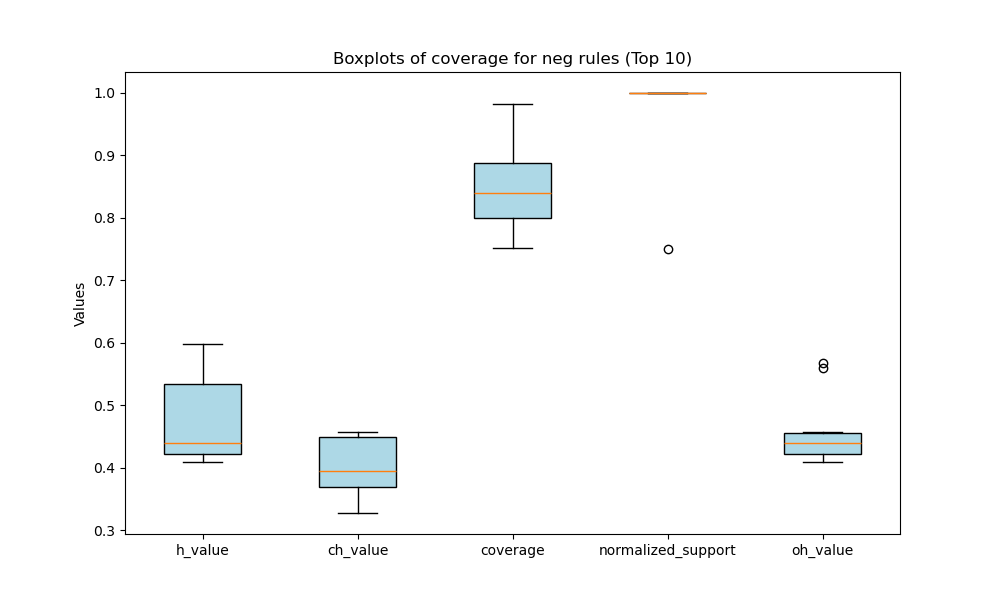 Boxplots of coverage for neg rules (Top 10)
Values
1.0
0.9
0.8
0.7
0.6
0.5
0.4
0.3
h_value
ch_value
coverage
normalized_support
oh_value